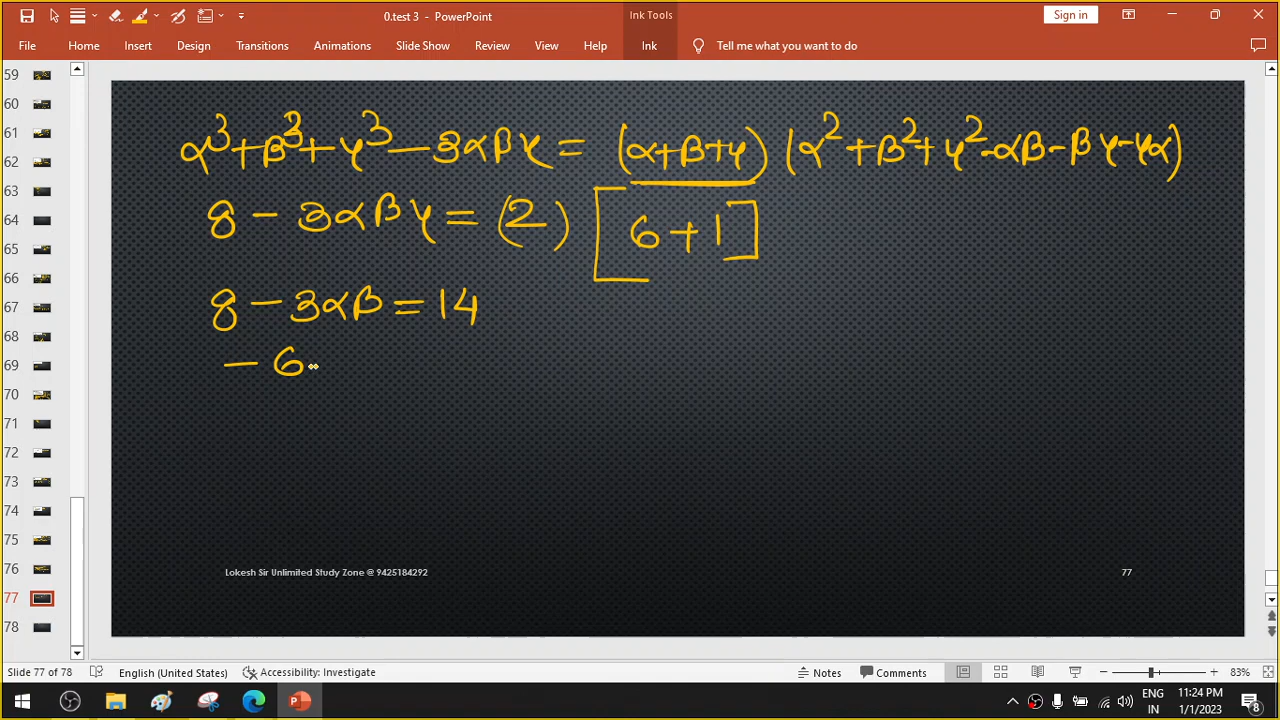 0.test 3 - PowerPoint
Ink Tools
Sign in
File Home Insert Design Transitions Animations Slide Show Review View Help Ink Tell me what you want to do
59
60
61
62
63
64
65
66
67
68
69
70
71
72
73
74
75
76
77
78
α³+β³+γ³-3αβγ = (α+β+γ) (α²+β²+γ²-αβ-βγ-γα)
8 - 3αβγ = (2) [6+1]
8 - 3αβ = 14
- 6
Lokesh Sir Unlimited Study Zone @ 9425184292
77
Slide 77 of 78 English (United States) Accessibility: Investigate Notes Comments 83%
ENG 11:24 PM
IN 1/1/2023 8